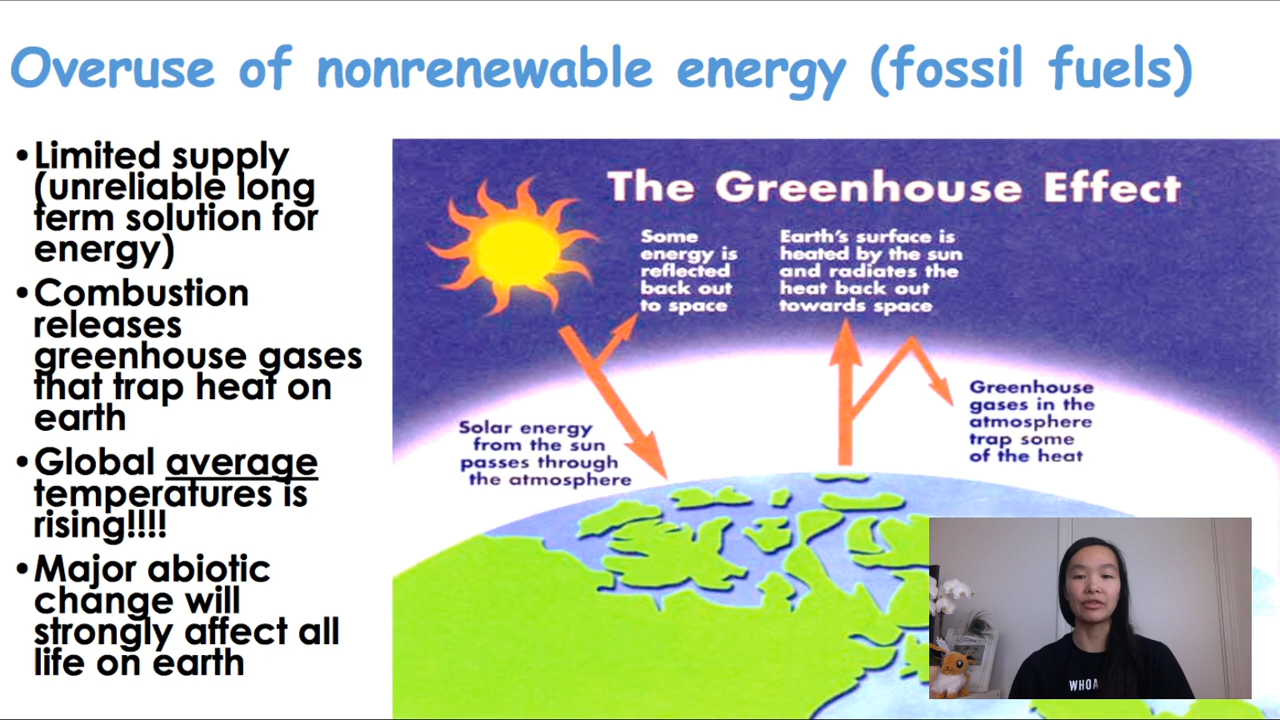 Overuse of nonrenewable energy (fossil fuels)
•Limited supply
(unreliable long
term solution for
energy)
•Combustion
releases
greenhouse gases
that trap heat on
earth
•Global average
temperatures is
rising!!!!
•Major abiotic
change will
strongly affect all
life on earth
The Greenhouse Effect
Some
energy is
reflected
back out
to space
Earth's surface is
heated by the sun
and radiates the
heat back out
towards space
Solar energy
from the sun
passes through
the atmosphere
Greenhouse
gases in the
atmosphere
trap some
of the heat
WHOA